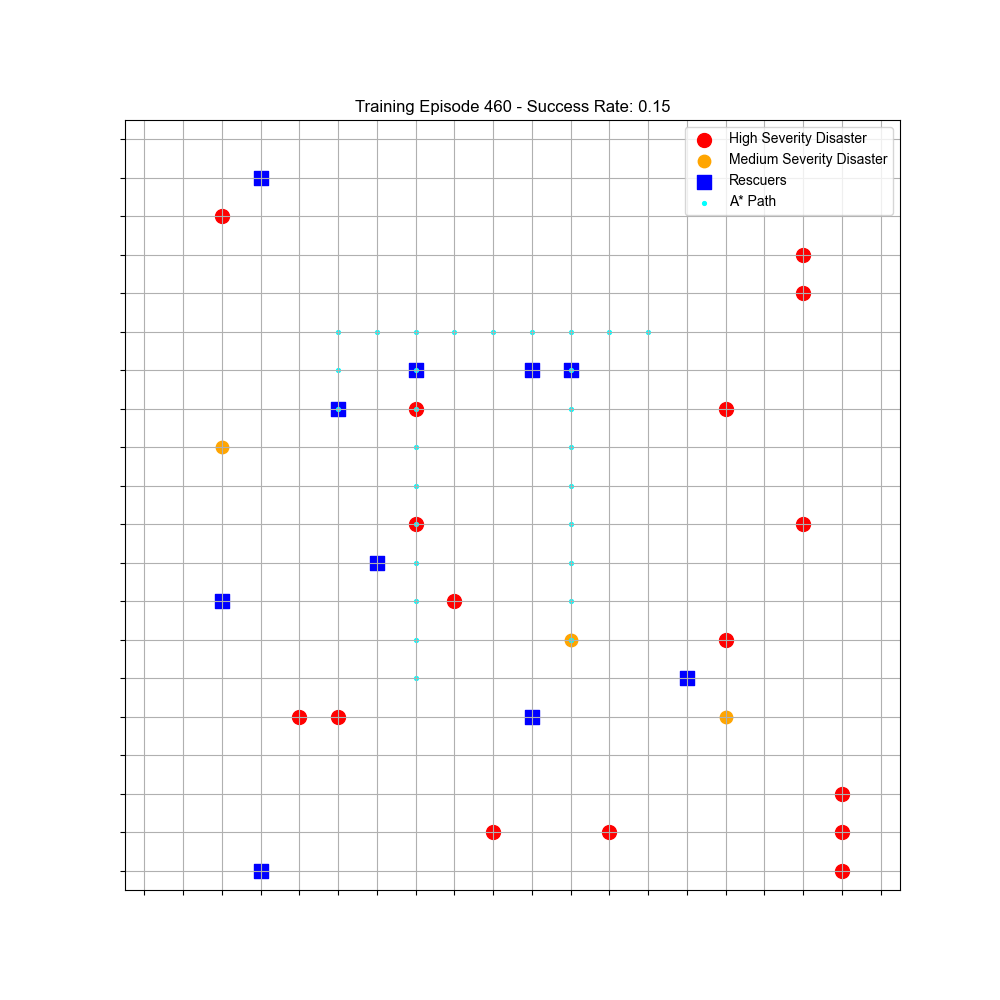 Training Episode 460 - Success Rate: 0.15
High Severity Disaster
Medium Severity Disaster
Rescuers
A* Path